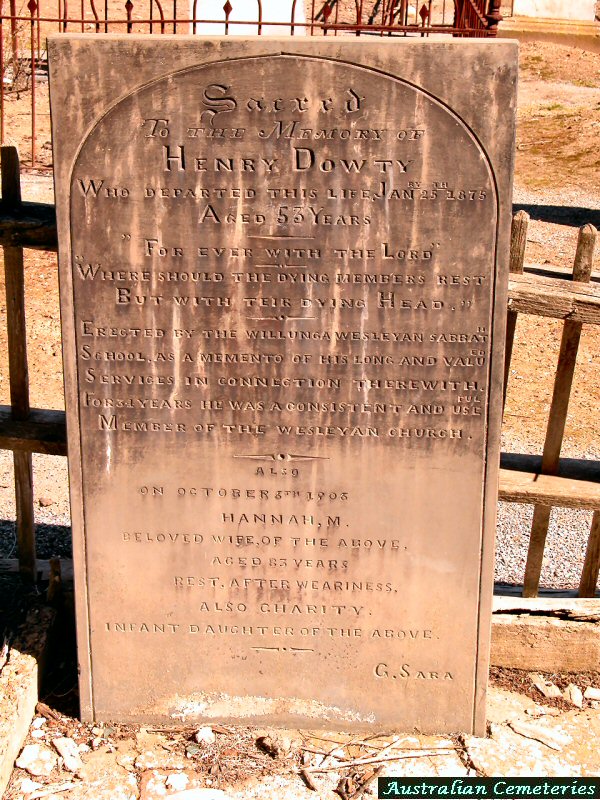 Sacred
To the Memory of
Henry Dowty
Who departed this life, Janry 25th 1875
Aged 53 Years
"For ever with the Lord"
"Where should the dying members rest
But with teir dying Head."
Erected by the Willunga Wesleyan Sabbath
School, as a memento of his long and valued
Services in connection therewith.
For 34 years he was a consistent and useful
Member of the Wesleyan Church.
ALSO
ON OCTOBER 6TH 1906
HANNAH, M.
BELOVED WIFE, OF THE ABOVE,
AGED 83 YEARS
REST, AFTER WEARINESS,
ALSO CHARITY,
INFANT DAUGHTER OF THE ABOVE.
G. Sara
Australian Cemeteries